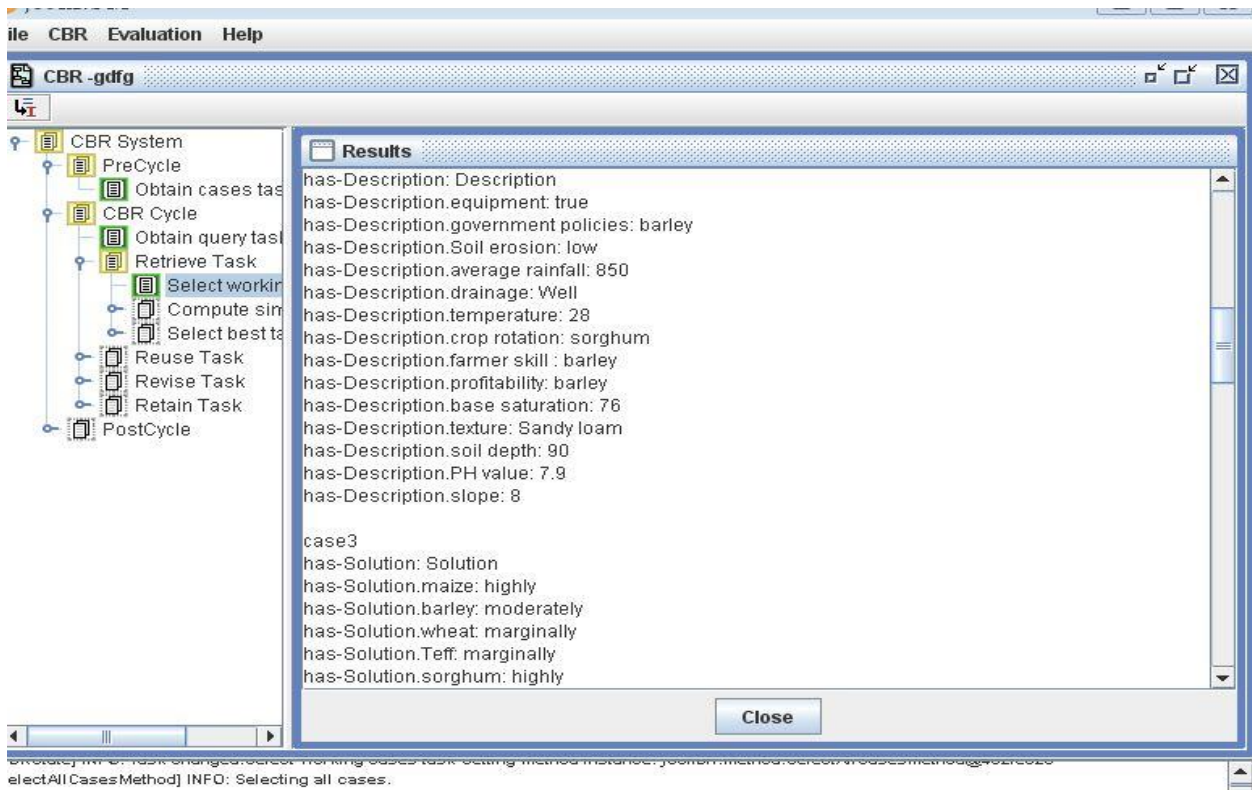 ile CBR Evaluation Help
CBR -gdfg
CBR System
PreCycle
Obtain cases tas
CBR Cycle
Obtain query tas
Retrieve Task
Select workin
Compute sim
Select best ta
Reuse Task
Revise Task
Retain Task
PostCycle
Results
has-Description: Description
has-Description.equipment: true
has-Description.government policies: barley
has-Description.Soil erosion: low
has-Description.average rainfall: 850
has-Description.drainage: Well
has-Description.temperature: 28
has-Description.crop rotation: sorghum
has-Description.farmer skill : barley
has-Description.profitability: barley
has-Description.base saturation: 76
has-Description.texture: Sandy loam
has-Description.soil depth: 90
has-Description.PH value: 7.9
has-Description.slope: 8
case3
has-Solution: Solution
has-Solution.maize: highly
has-Solution.barley: moderately
has-Solution.wheat: marginally
has-Solution.Teff: marginally
has-Solution.sorghum: highly
Close
electAllCasesMethod] INFO: Selecting all cases.